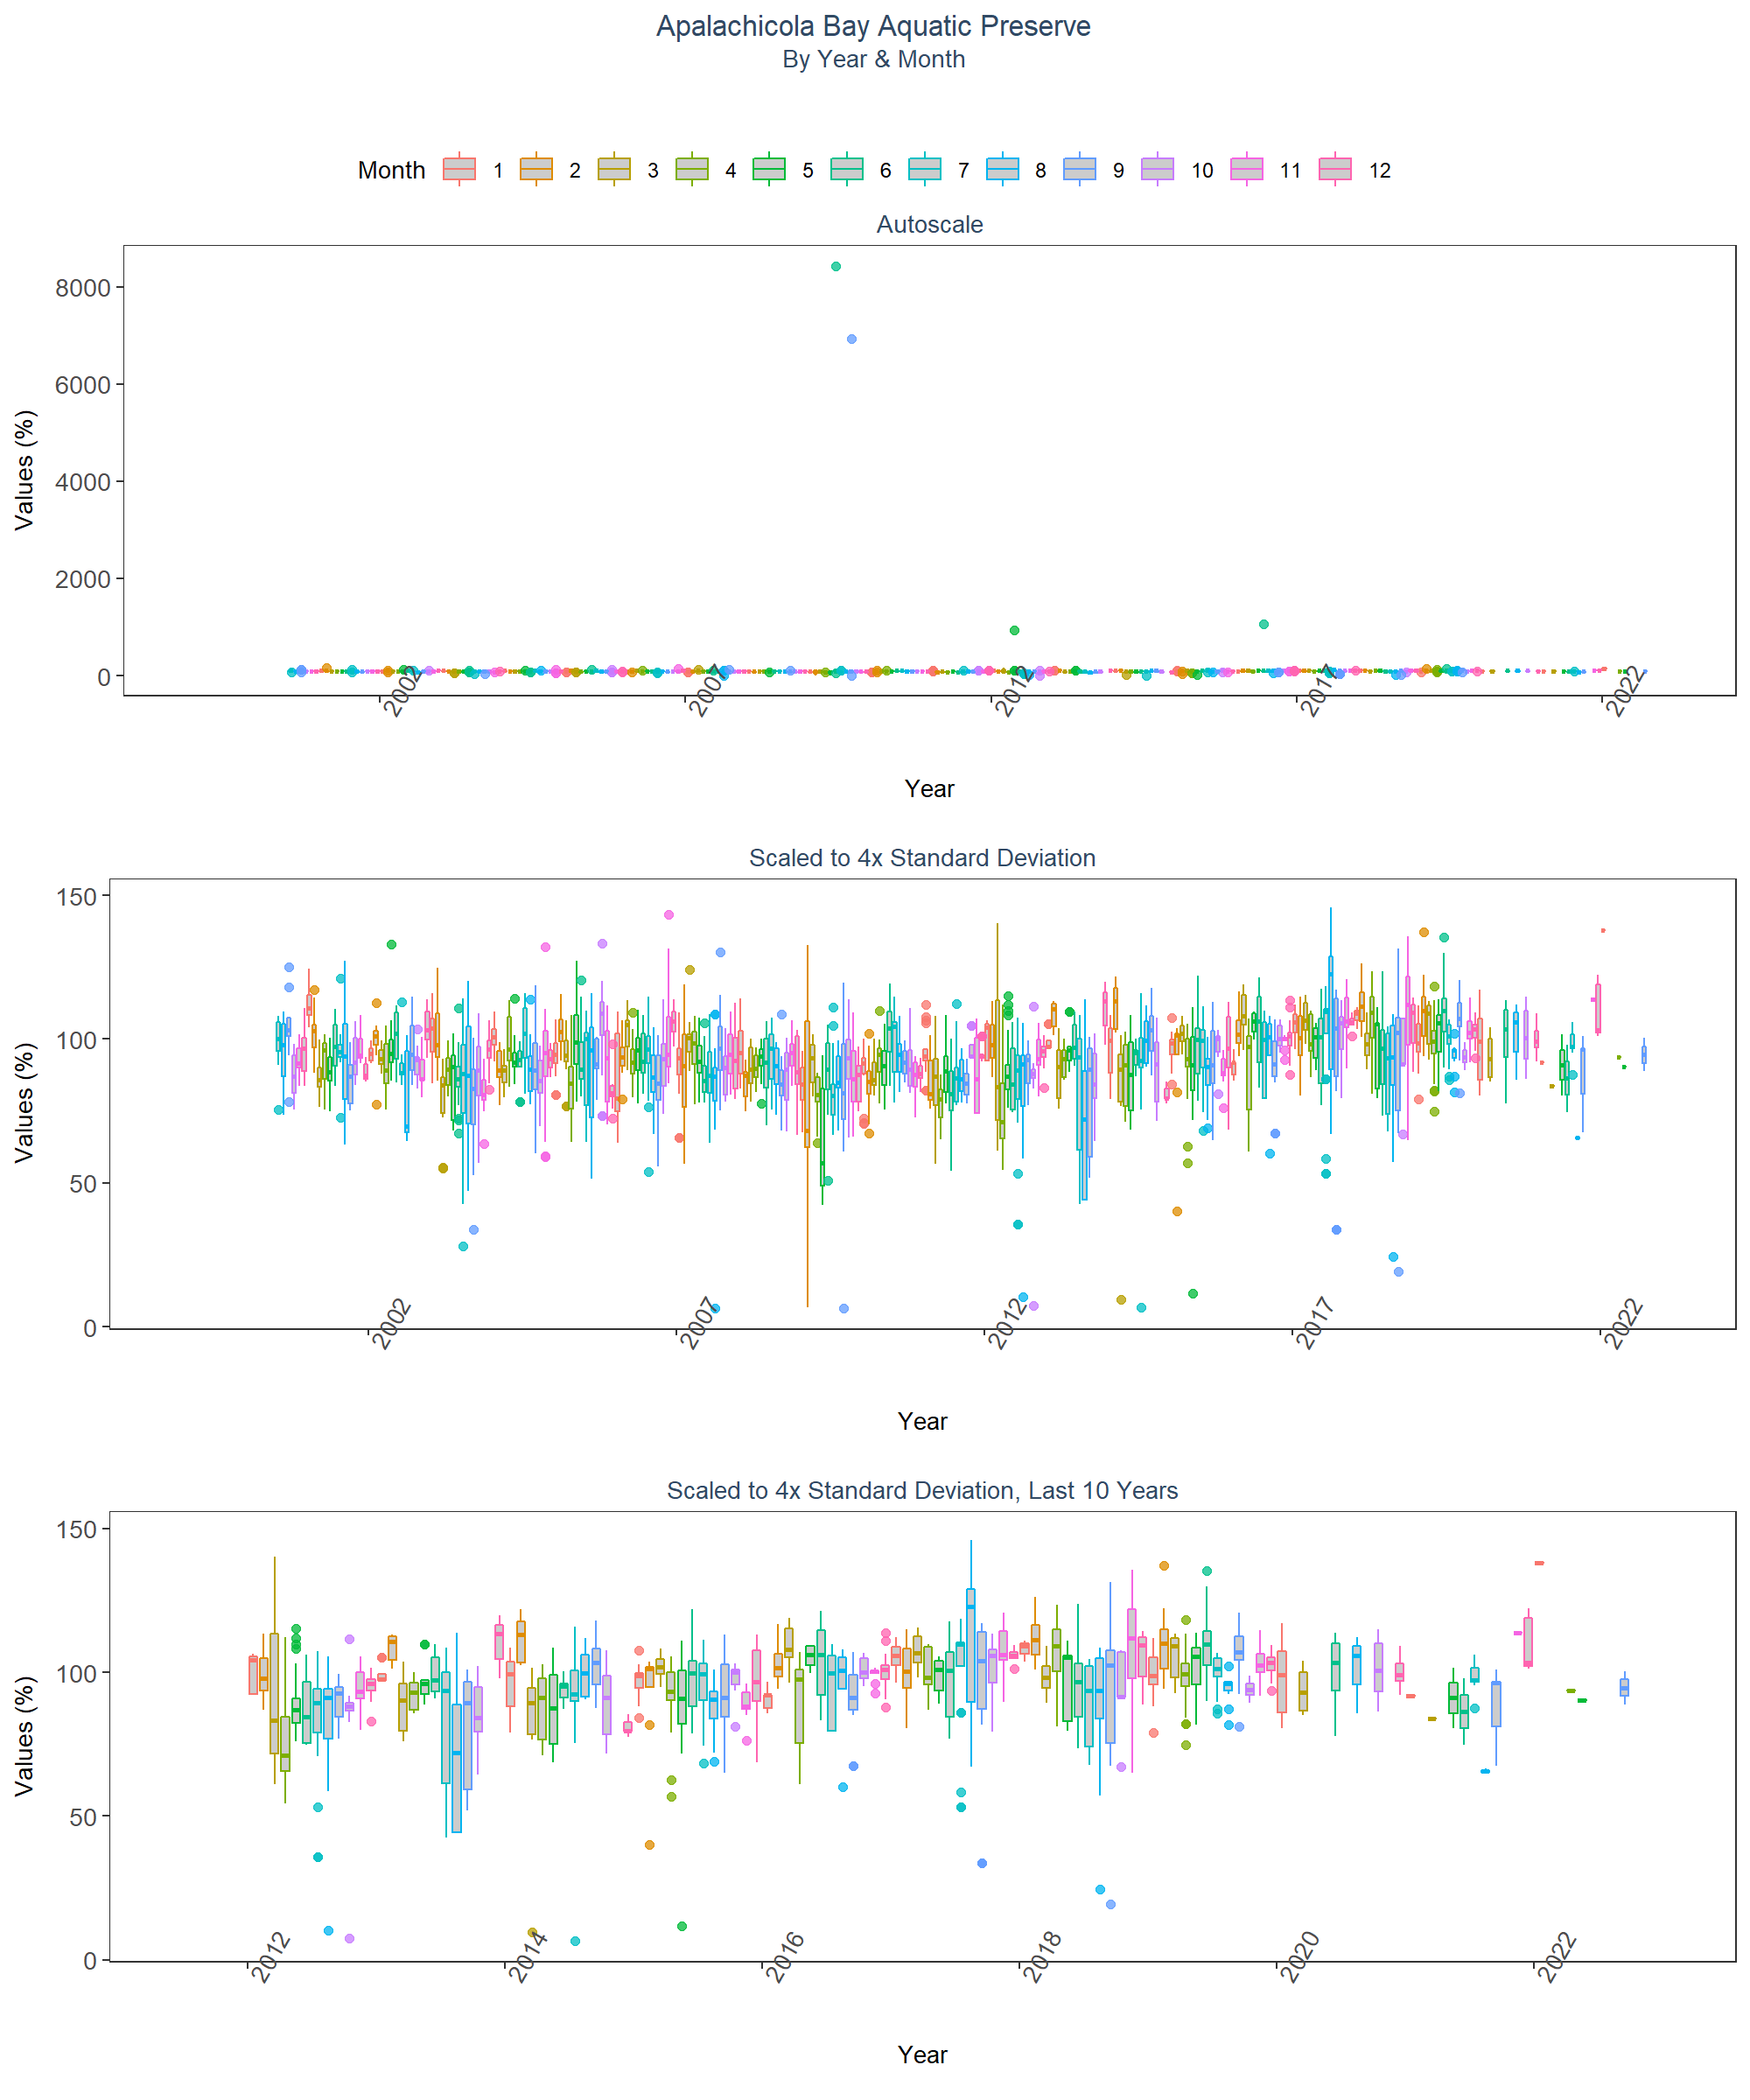 Apalachicola Bay Aquatic Preserve
By Year & Month
Month 1 2 3 4 5 6 7 8 9 10 11 12
Autoscale
Values (%)
8000
6000
4000
2000
0
2002 2007 2012 2017 2022
Year
Scaled to 4x Standard Deviation
Values (%)
150
100
50
0
2002 2007 2012 2017 2022
Year
Scaled to 4x Standard Deviation, Last 10 Years
Values (%)
150
100
50
0
2012 2014 2016 2018 2020 2022
Year